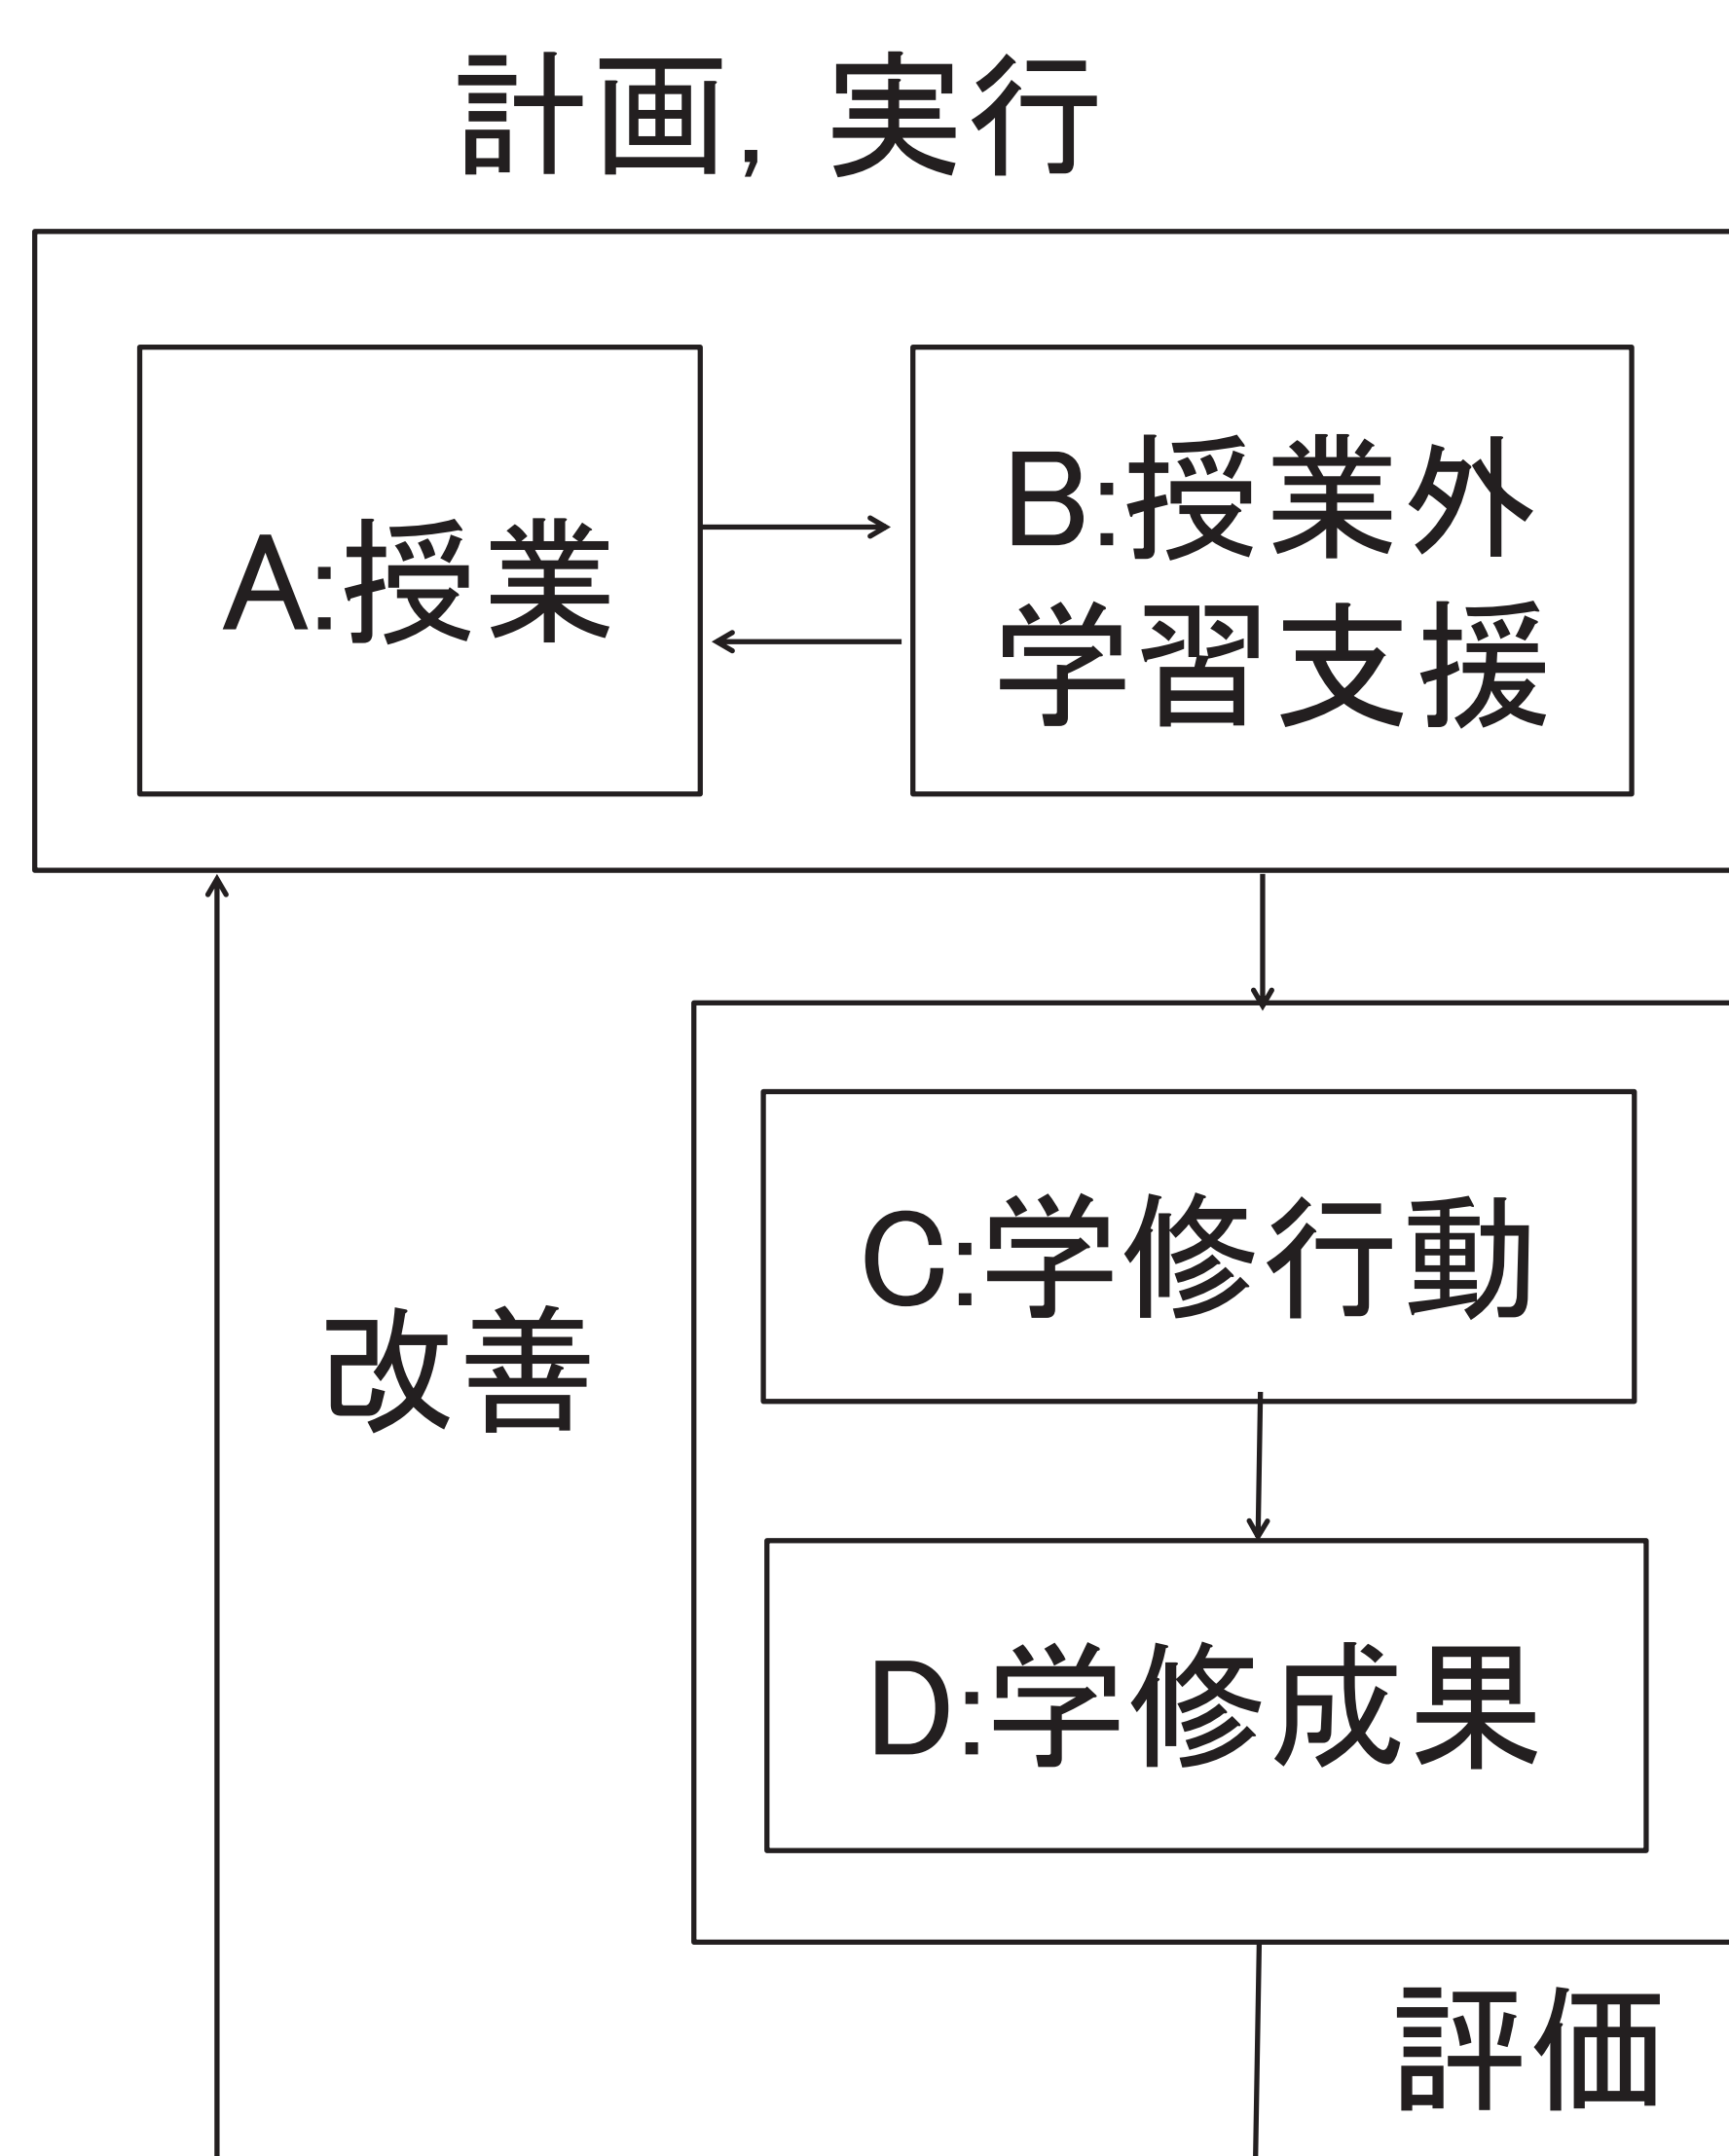 計画，実行
A:授業
B:授業外
学習支援
C:学修行動
改善
D:学修成果
評価